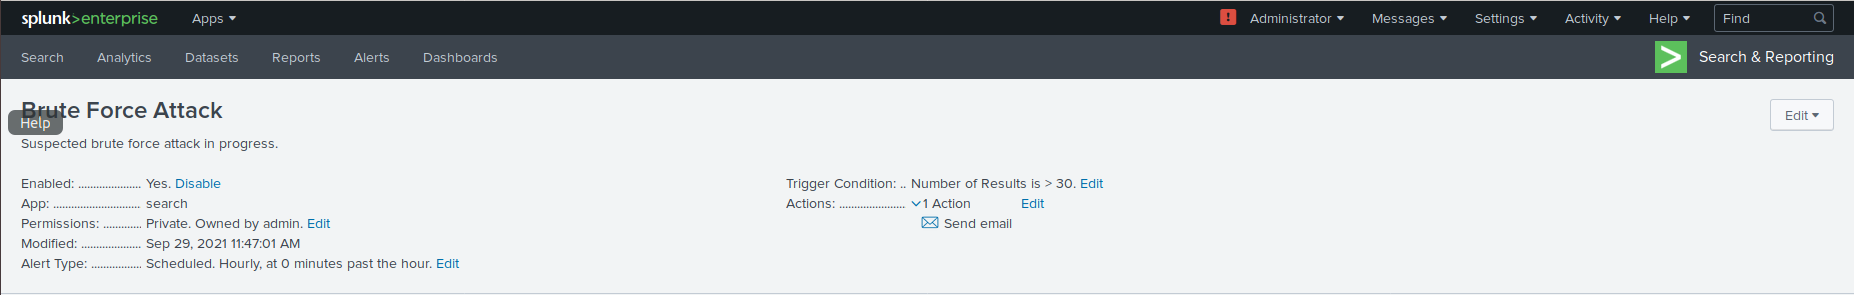 splunk>enterprise Apps Administrator Messages Settings Activity Help Find
Search Analytics Datasets Reports Alerts Dashboards Search & Reporting
Brute Force Attack Edit
Help
Suspected brute force attack in progress.
Enabled: ..................... Yes. Disable
App: ............................. search
Permissions: ............. Private. Owned by admin. Edit
Modified: .................... Sep 29, 2021 11:47:01 AM
Alert Type: ................. Scheduled. Hourly, at 0 minutes past the hour. Edit
Trigger Condition: .. Number of Results is > 30. Edit
Actions: ...................... 1 Action Edit
Send email